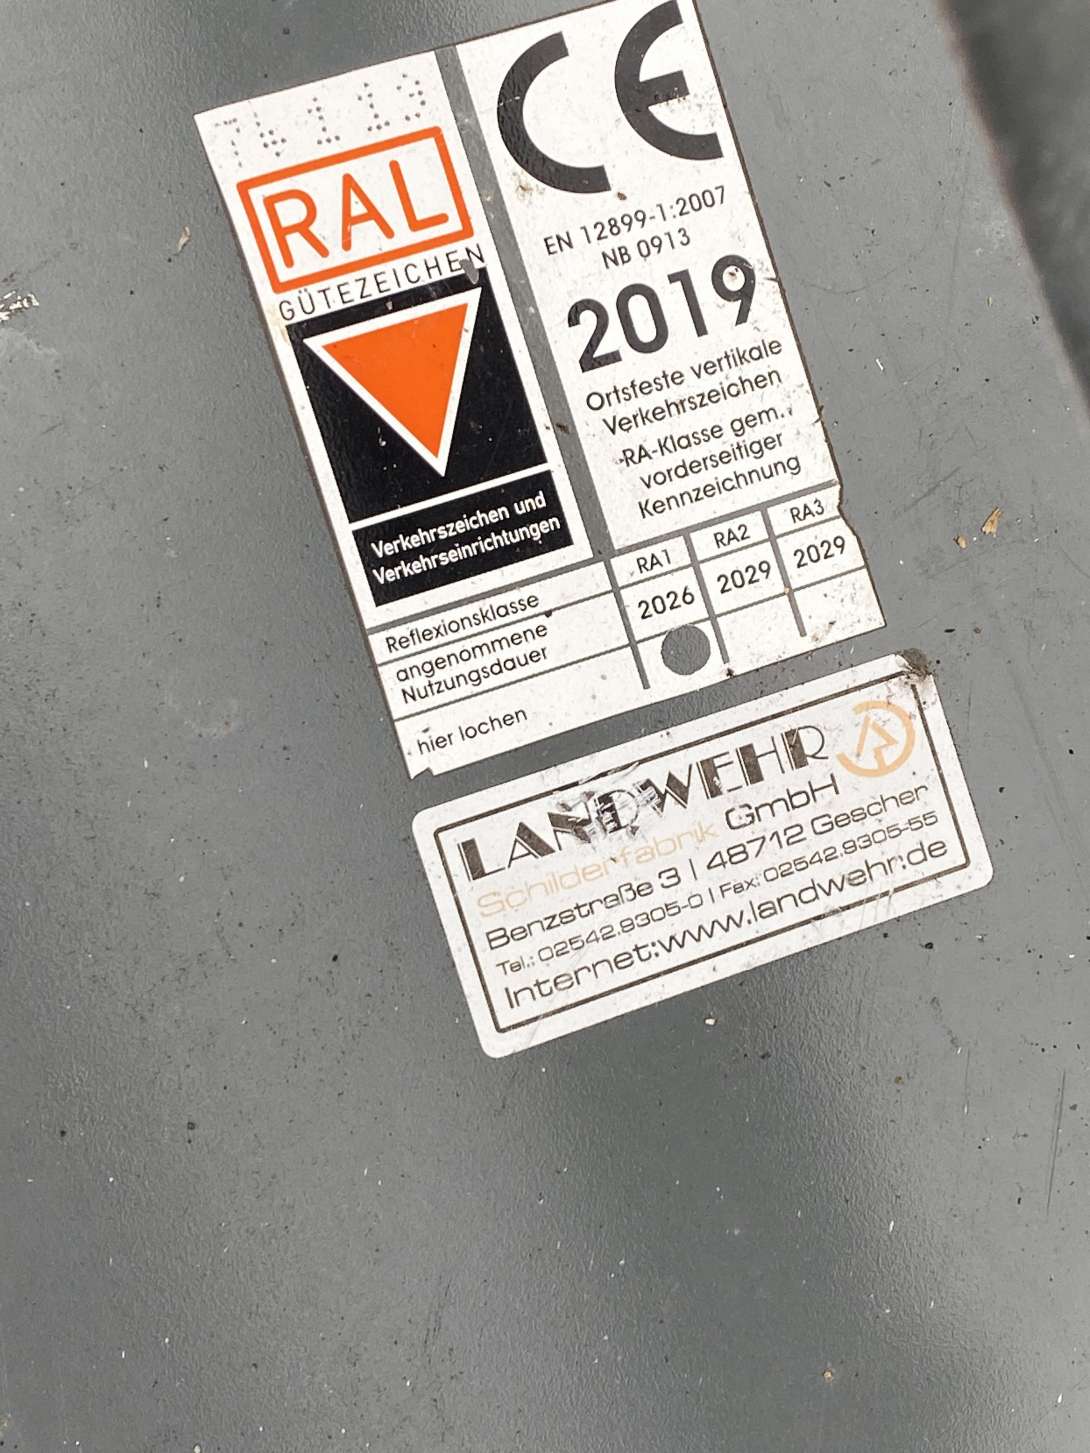 RAL
GÜTEZEICHEN
Verkehrszeichen und
Verkehrseinrichtungen
CE
EN 12899-1:2007
NB 0913
2019
Ortsfeste vertikale
Verkehrszeichen
RA-Klasse gem.
vorderseitiger
Kennzeichnung
Reflexionsklasse RA1 RA2 RA3
angenommene
Nutzungsdauer 2026 2029 2029
hier lochen
LANDWEHR
Schilderfabrik GmbH
Benzstraße 3 | 48712 Gescher
Tel.: 02542.9305-0 | Fax: 02542.9305-55
Internet:www.landwehr.de